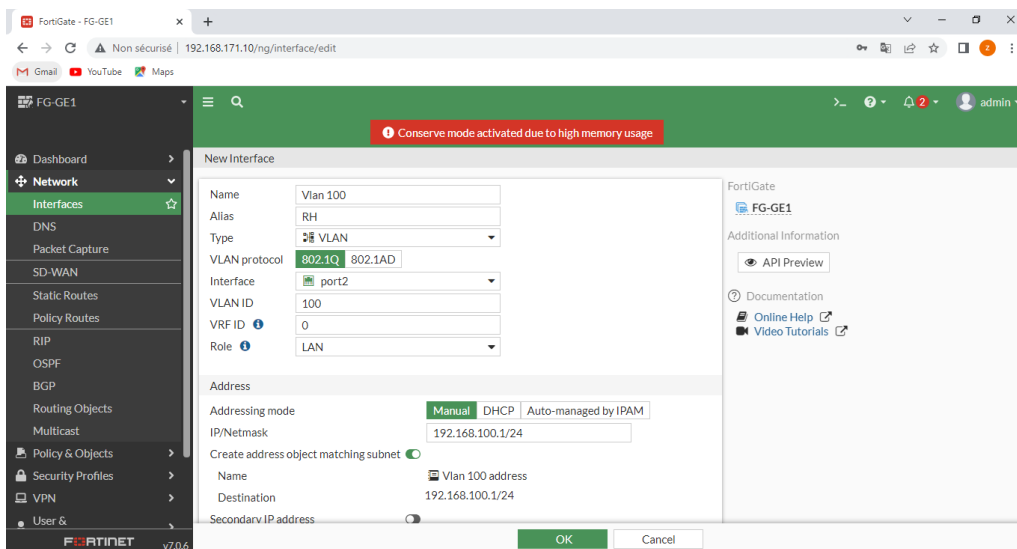 FortiGate - FG-GE1
Non sécurisé | 192.168.171.10/ng/interface/edit
Z
Gmail YouTube Maps
FG-GE1
>_ ? 2 admin
Conserve mode activated due to high memory usage
Dashboard
Network
Interfaces
DNS
Packet Capture
SD-WAN
Static Routes
Policy Routes
RIP
OSPF
BGP
Routing Objects
Multicast
Policy & Objects
Security Profiles
VPN
User &
FORTINET v7.0.6
New Interface
Name Vlan 100
Alias RH
Type VLAN
VLAN protocol 802.1Q 802.1AD
Interface port2
VLAN ID 100
VRF ID 0
Role LAN
Address
Addressing mode Manual DHCP Auto-managed by IPAM
IP/Netmask 192.168.100.1/24
Create address object matching subnet
Name Vlan 100 address
Destination 192.168.100.1/24
Secondary IP address
OK Cancel
FortiGate
FG-GE1
Additional Information
API Preview
Documentation
Online Help
Video Tutorials